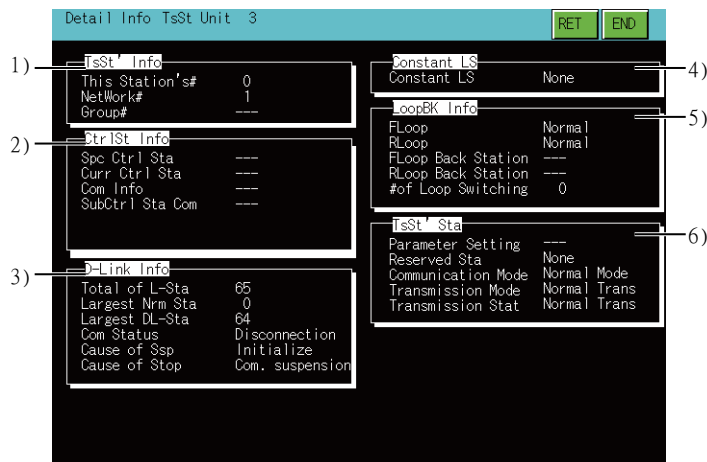 Detail Info TsSt Unit 3
RET END
1) TsSt' Info
This Station's# 0
NetWork# 1
Group# ---
2) CtrlSt Info
Spc Ctrl Sta ---
Curr Ctrl Sta ---
Com Info ---
SubCtrl Sta Com ---
3) D-Link Info
Total of L-Sta 65
Largest Nrm Sta 0
Largest DL-Sta 64
Com Status Disconnection
Cause of Ssp Initialize
Cause of Stop Com. suspension
Constant LS 4)
Constant LS None
LoopBK Info 5)
FLoop Normal
RLoop Normal
FLoop Back Station ---
RLoop Back Station ---
#of Loop Switching 0
TsSt' Sta 6)
Parameter Setting ---
Reserved Sta None
Communication Mode Normal Mode
Transmission Mode Normal Trans
Transmission Stat Normal Trans